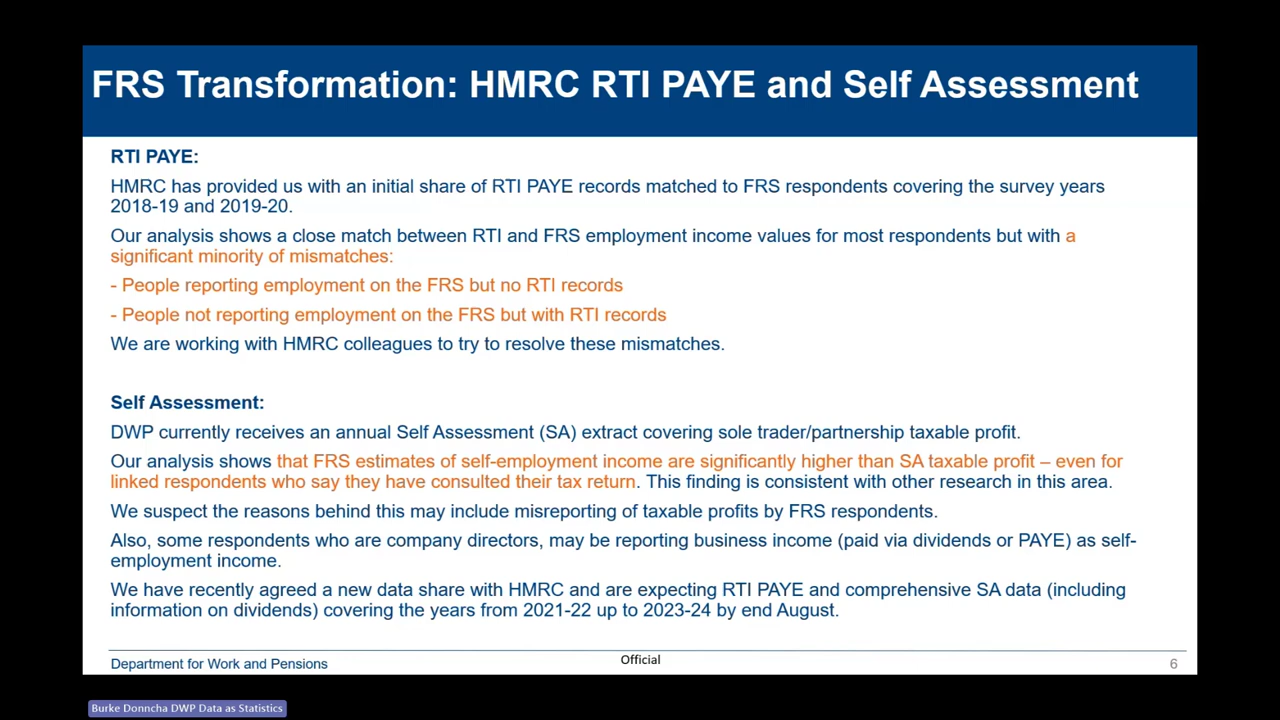 FRS Transformation: HMRC RTI PAYE and Self Assessment
RTI PAYE:
HMRC has provided us with an initial share of RTI PAYE records matched to FRS respondents covering the survey years
2018-19 and 2019-20.
Our analysis shows a close match between RTI and FRS employment income values for most respondents but with a
significant minority of mismatches:
- People reporting employment on the FRS but no RTI records
- People not reporting employment on the FRS but with RTI records
We are working with HMRC colleagues to try to resolve these mismatches.
Self Assessment:
DWP currently receives an annual Self Assessment (SA) extract covering sole trader/partnership taxable profit.
Our analysis shows that FRS estimates of self-employment income are significantly higher than SA taxable profit – even for
linked respondents who say they have consulted their tax return. This finding is consistent with other research in this area.
We suspect the reasons behind this may include misreporting of taxable profits by FRS respondents.
Also, some respondents who are company directors, may be reporting business income (paid via dividends or PAYE) as self-
employment income.
We have recently agreed a new data share with HMRC and are expecting RTI PAYE and comprehensive SA data (including
information on dividends) covering the years from 2021-22 up to 2023-24 by end August.
Department for Work and Pensions
Official
6
Burke Donncha DWP Data as Statistics